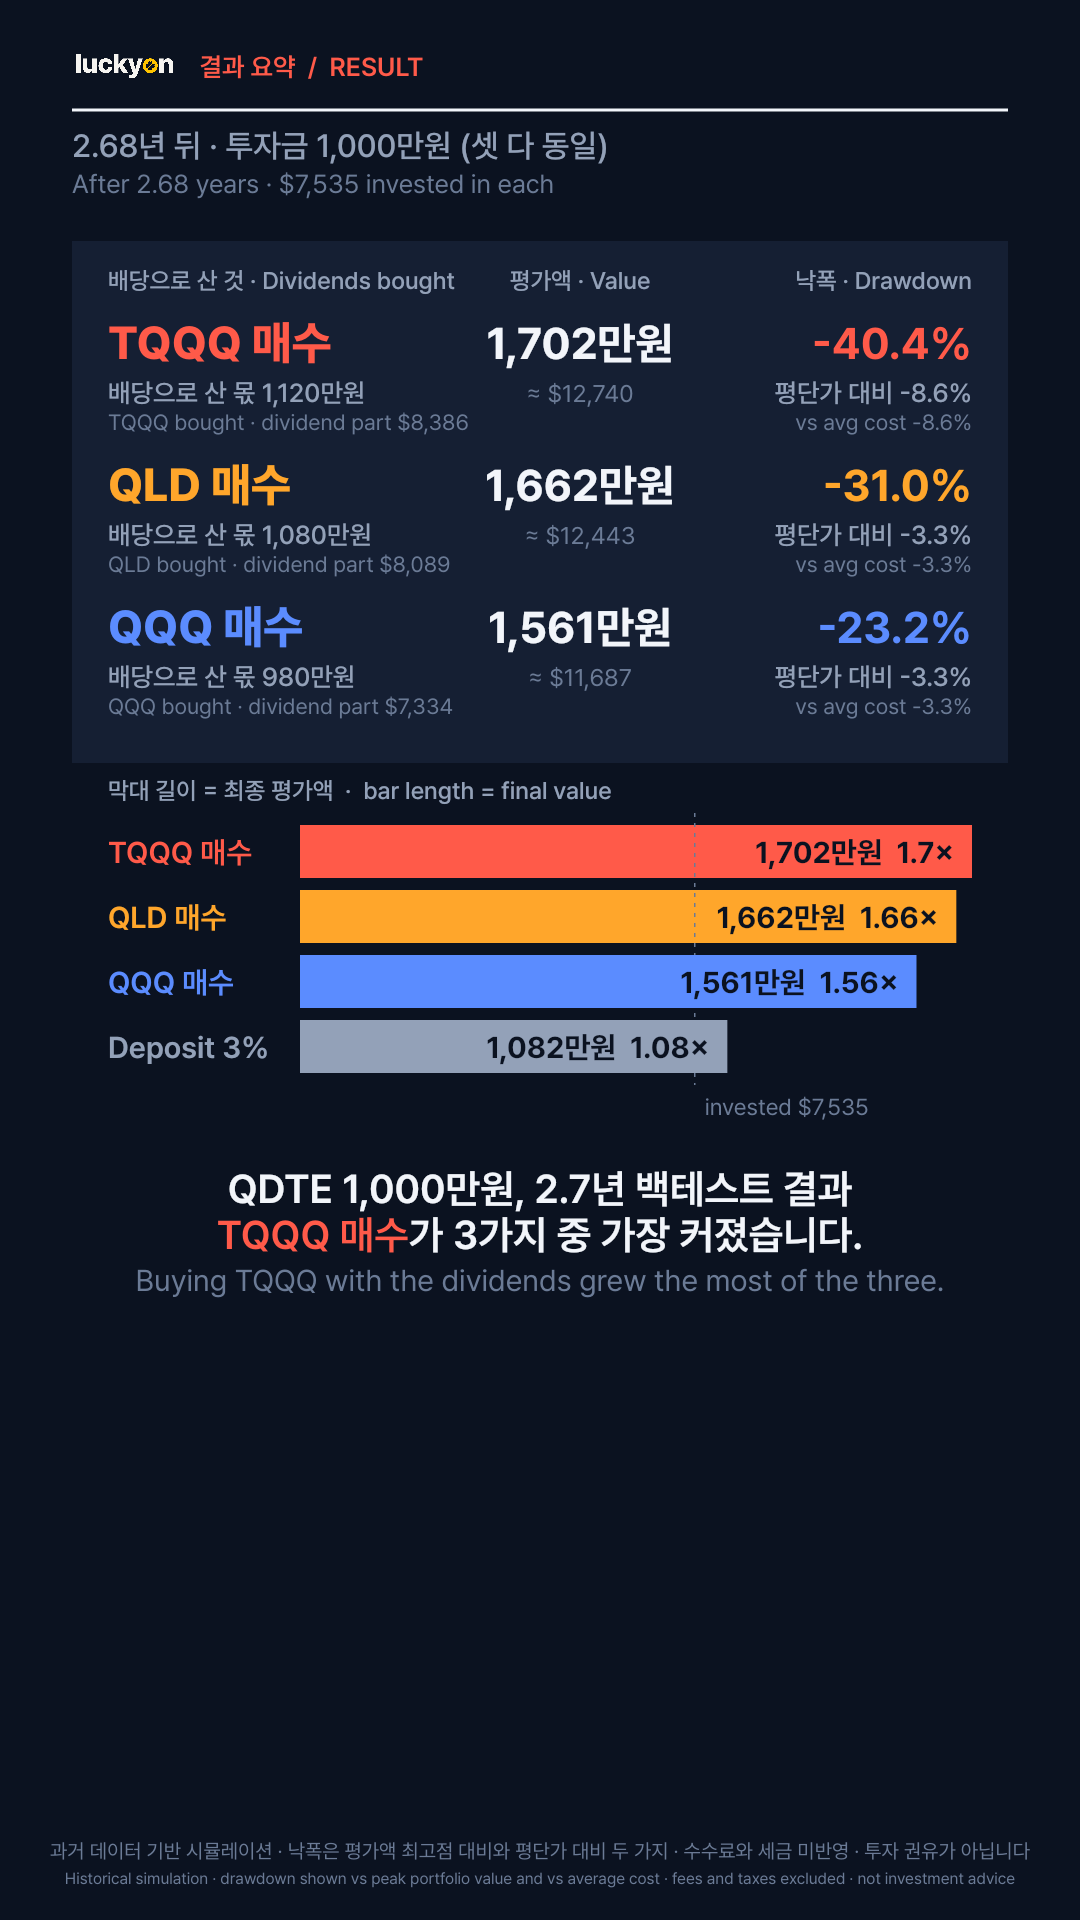 luckyon 결과 요약 / RESULT
2.68년 뒤 · 투자금 1,000만원 (셋 다 동일)
After 2.68 years · $7,535 invested in each
배당으로 산 것 · Dividends bought 평가액 · Value 낙폭 · Drawdown
TQQQ 매수 1,702만원 -40.4%
배당으로 산 몫 1,120만원 ≈ $12,740 평단가 대비 -8.6%
TQQQ bought · dividend part $8,386 vs avg cost -8.6%
QLD 매수 1,662만원 -31.0%
배당으로 산 몫 1,080만원 ≈ $12,443 평단가 대비 -3.3%
QLD bought · dividend part $8,089 vs avg cost -3.3%
QQQ 매수 1,561만원 -23.2%
배당으로 산 몫 980만원 ≈ $11,687 평단가 대비 -3.3%
QQQ bought · dividend part $7,334 vs avg cost -3.3%
막대 길이 = 최종 평가액 · bar length = final value
TQQQ 매수 1,702만원 1.7×
QLD 매수 1,662만원 1.66×
QQQ 매수 1,561만원 1.56×
Deposit 3% 1,082만원 1.08×
invested $7,535
QDTE 1,000만원, 2.7년 백테스트 결과
TQQQ 매수가 3가지 중 가장 커졌습니다.
Buying TQQQ with the dividends grew the most of the three.
과거 데이터 기반 시뮬레이션 · 낙폭은 평가액 최고점 대비와 평단가 대비 두 가지 · 수수료와 세금 미반영 · 투자 권유가 아닙니다
Historical simulation · drawdown shown vs peak portfolio value and vs average cost · fees and taxes excluded · not investment advice